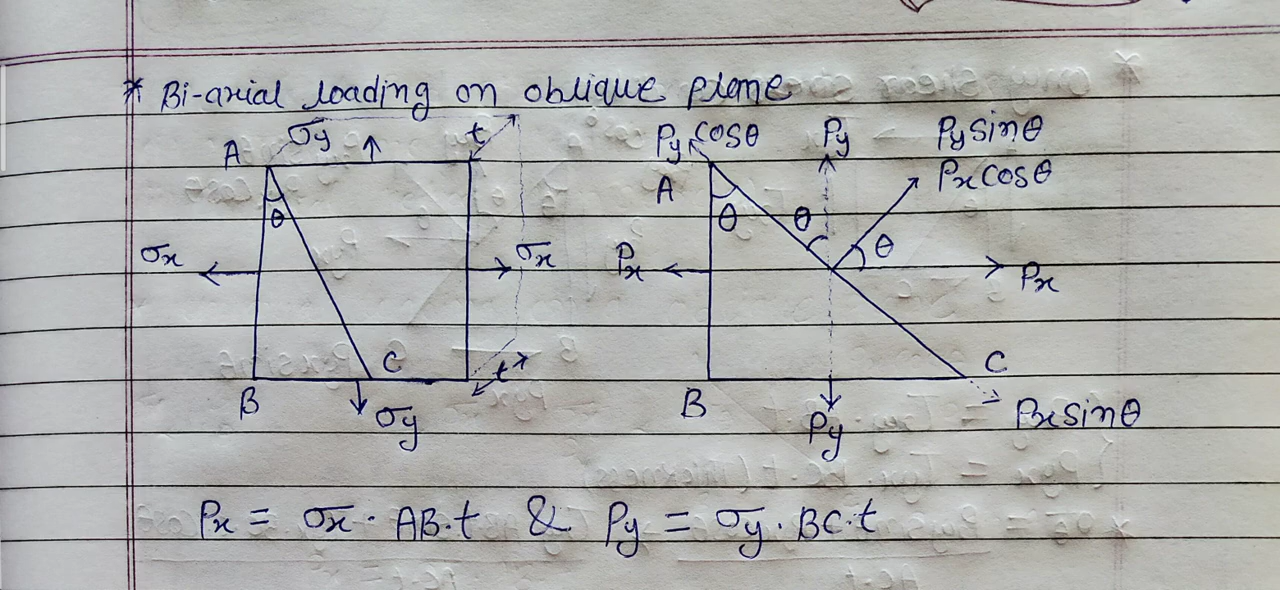 * Bi-axial loading on oblique plane
σy t Py cosθ Py Py sinθ
A A Px cosθ
θ θ θ θ
σx σx Px Px
C C
t
B σy B Py Px sinθ
Px = σx · AB·t & Py = σy · BC·t